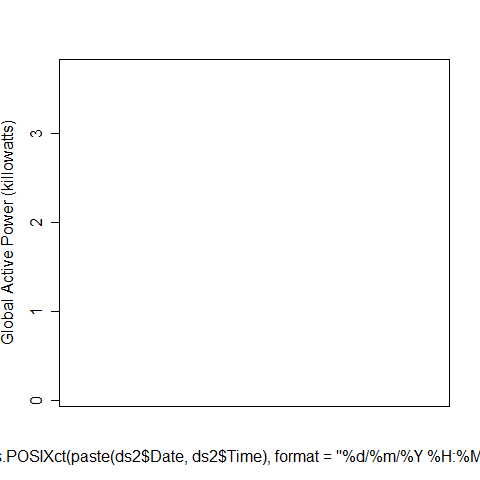 Global Active Power (killowatts)
3
2
1
0
s.POSIXct(paste(ds2$Date, ds2$Time), format = "%d/%m/%Y %H:%M